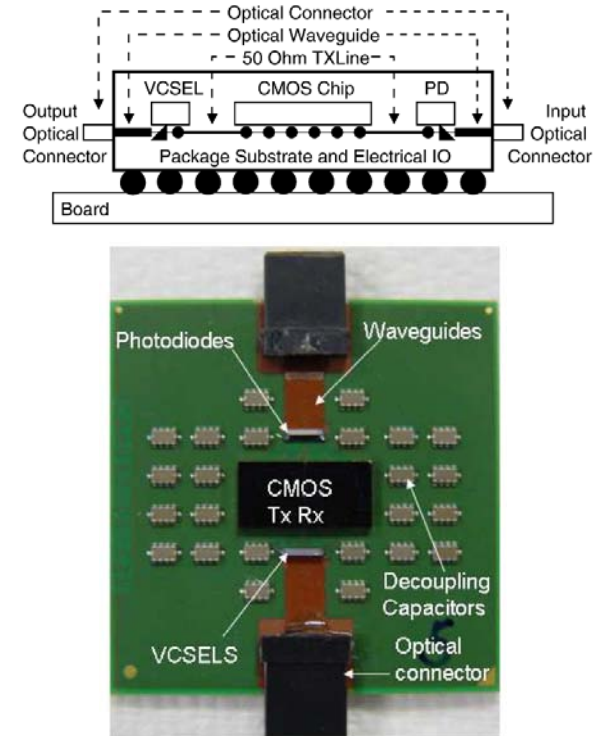 Optical Connector
Optical Waveguide
50 Ohm TXLine
VCSEL
CMOS Chip
PD
Output
Optical
Connector
Input
Optical
Connector
Package Substrate and Electrical IO
Board
Photodiodes
Waveguides
CMOS
Tx Rx
Decoupling
Capacitors
VCSELS
Optical
connector
5